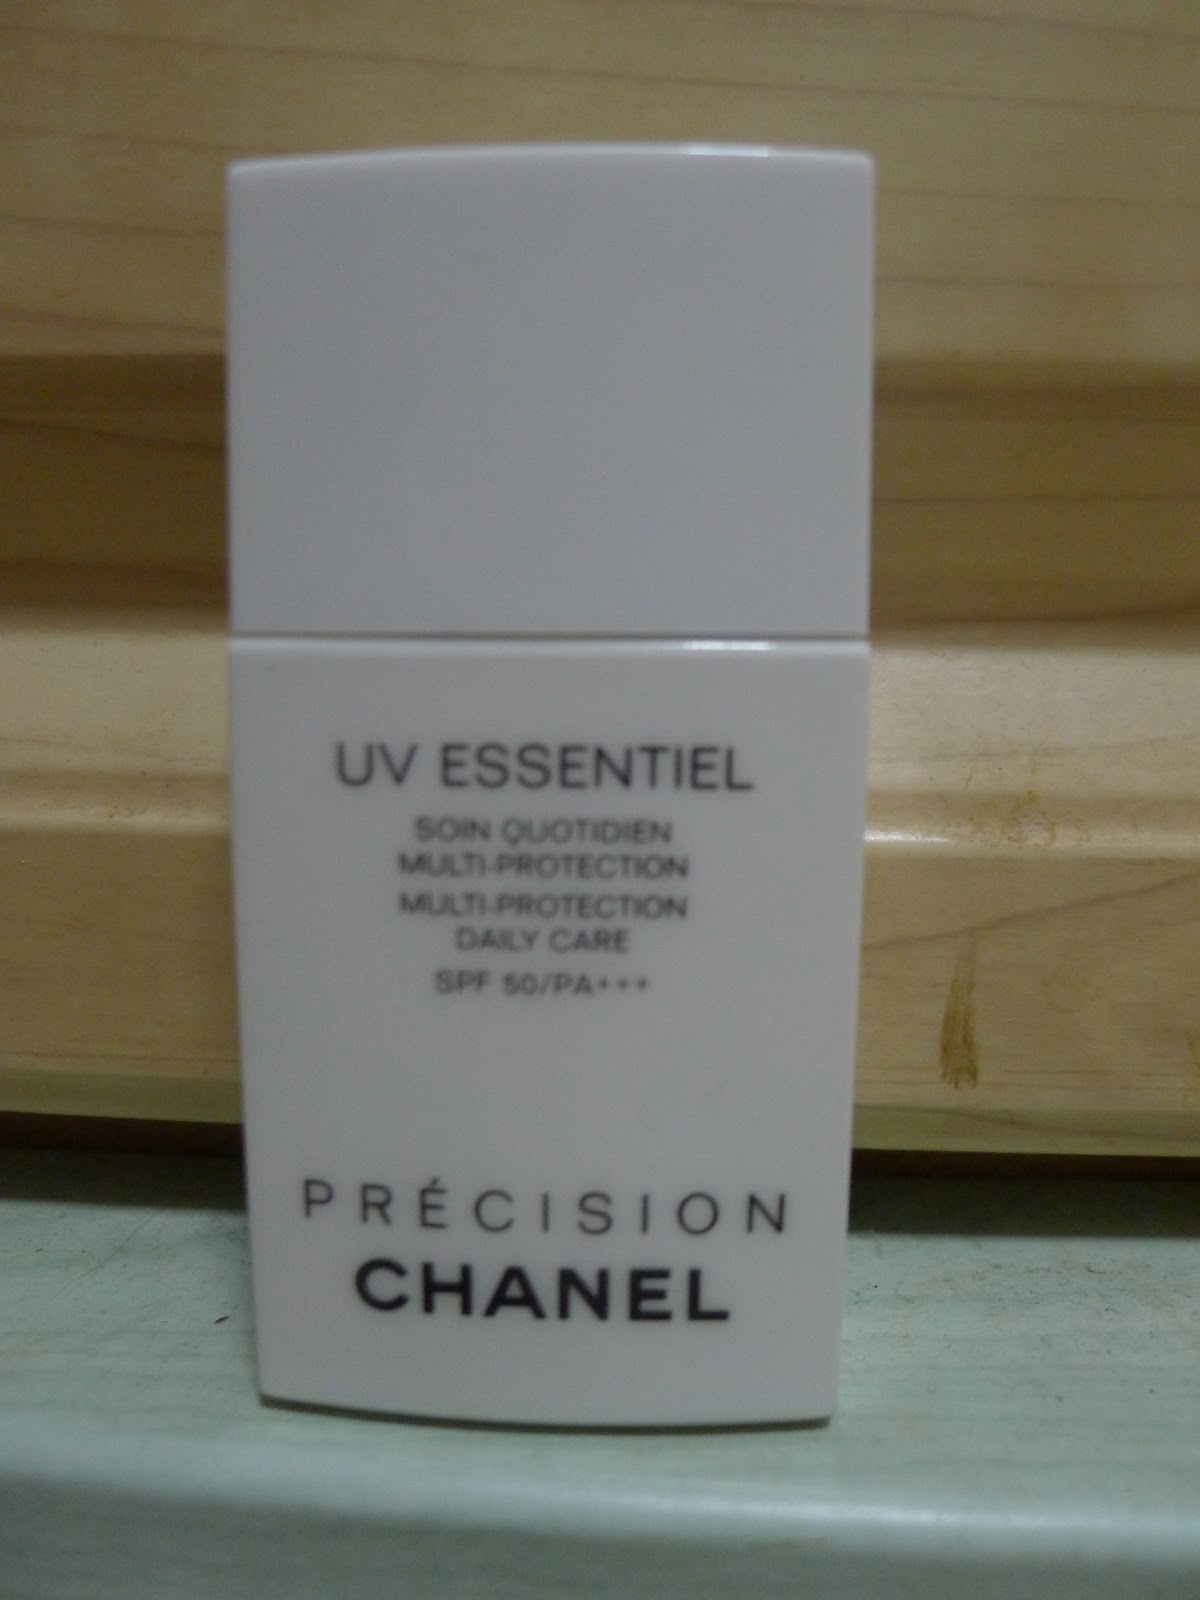 UV ESSENTIEL
SOIN QUOTIDIEN
MULTI-PROTECTION
MULTI-PROTECTION
DAILY CARE
SPF 50/PA+++
PRÉCISION
CHANEL